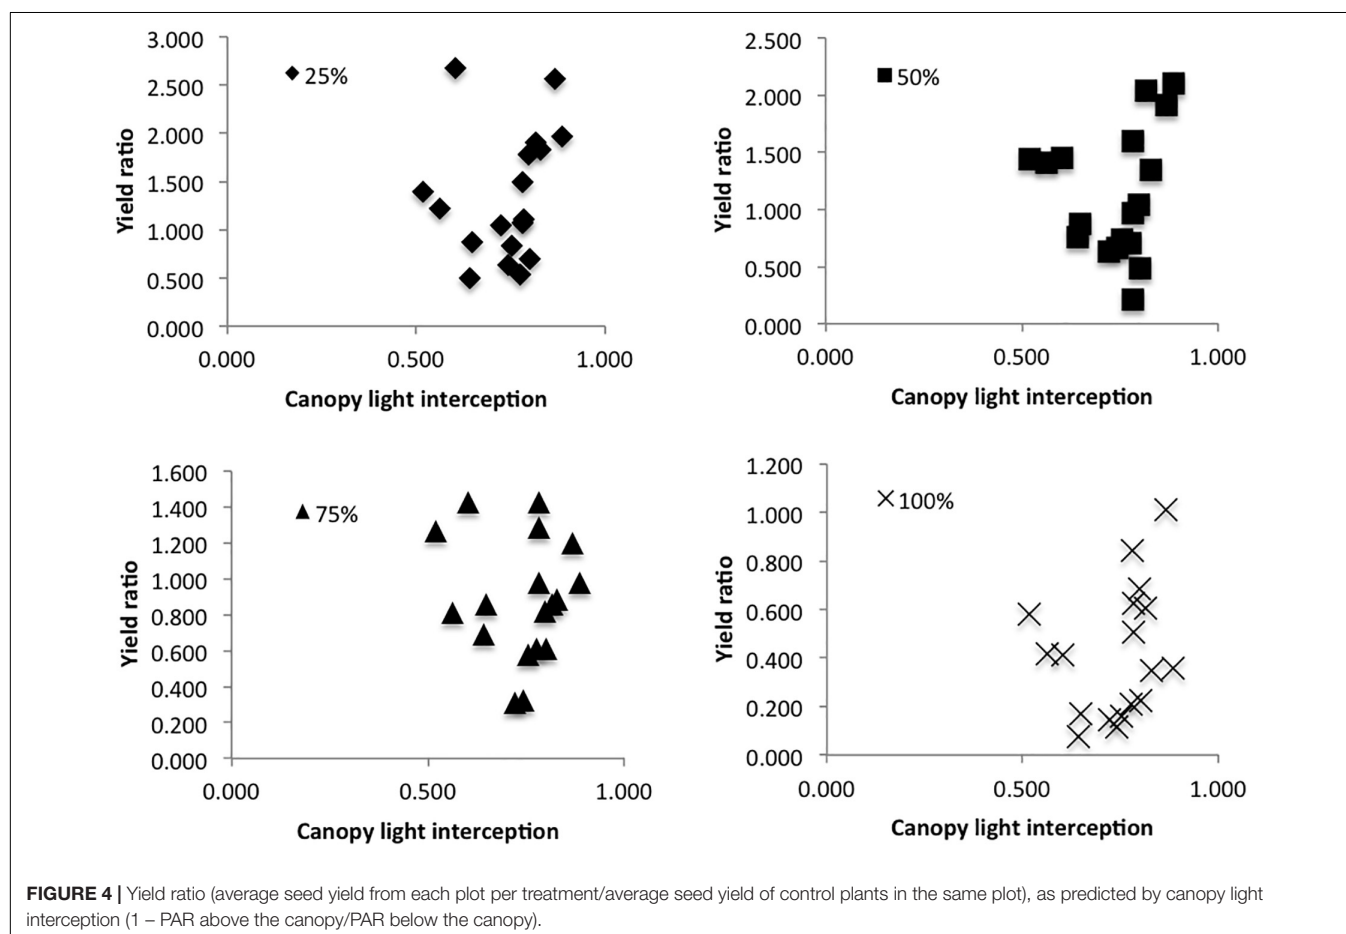 3.000
2.500
2.000
1.500
1.000
0.500
0.000
Yield ratio
25%
0.000 0.500 1.000
Canopy light interception
2.500
2.000
1.500
1.000
0.500
0.000
Yield ratio
50%
0.000 0.500 1.000
Canopy light interception
1.600
1.400
1.200
1.000
0.800
0.600
0.400
0.200
0.000
Yield ratio
75%
0.000 0.500 1.000
Canopy light interception
1.200
1.000
0.800
0.600
0.400
0.200
0.000
Yield ratio
100%
0.000 0.500 1.000
Canopy light interception
FIGURE 4 | Yield ratio (average seed yield from each plot per treatment/average seed yield of control plants in the same plot), as predicted by canopy light
interception (1 – PAR above the canopy/PAR below the canopy).